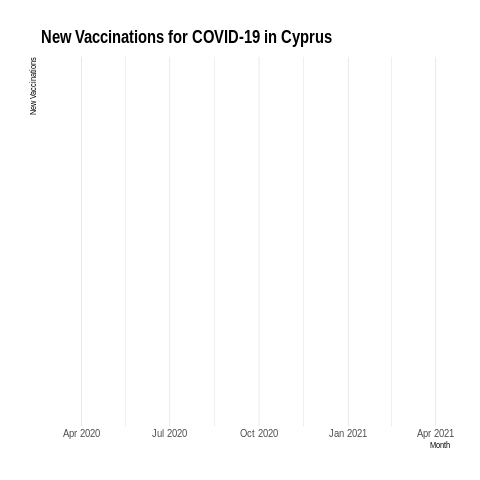 New Vaccinations for COVID-19 in Cyprus
New Vaccinations
Apr 2020 Jul 2020 Oct 2020 Jan 2021 Apr 2021
Month